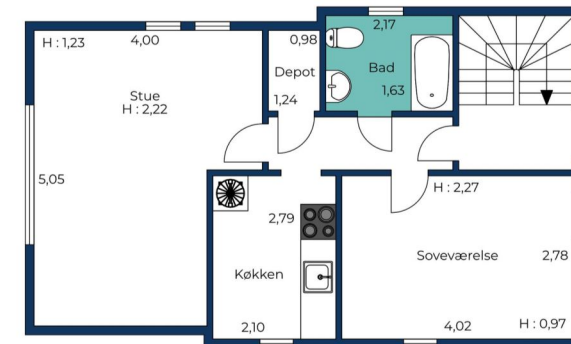 H : 1,23
4,00
Stue
H : 2,22
5,05
0,98
Depot
1,24
2,17
Bad
1,63
2,79
Køkken
2,10
H : 2,27
Soveværelse
2,78
4,02
H : 0,97